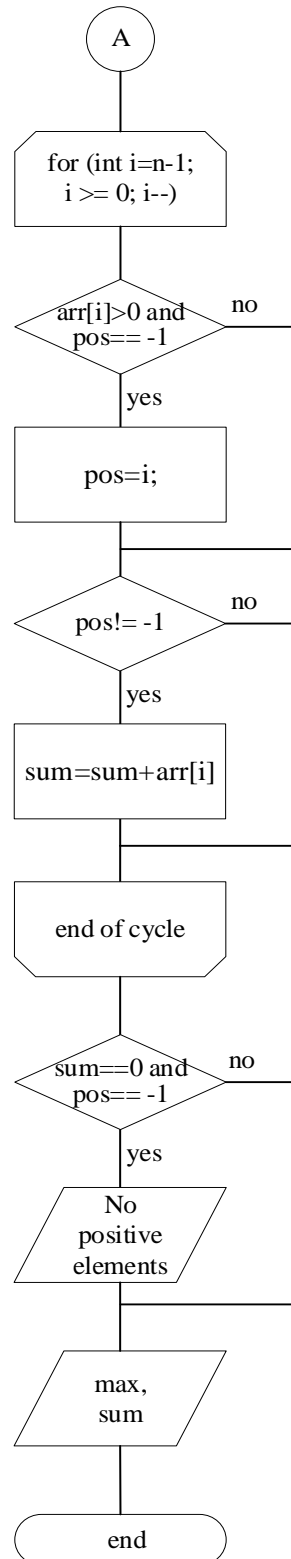 A
for (int i=n-1;
i >= 0; i--)
arr[i]>0 and
pos== -1
no
yes
pos=i;
pos!= -1
no
yes
sum=sum+arr[i]
end of cycle
sum==0 and
pos== -1
no
yes
No
positive
elements
max,
sum
end